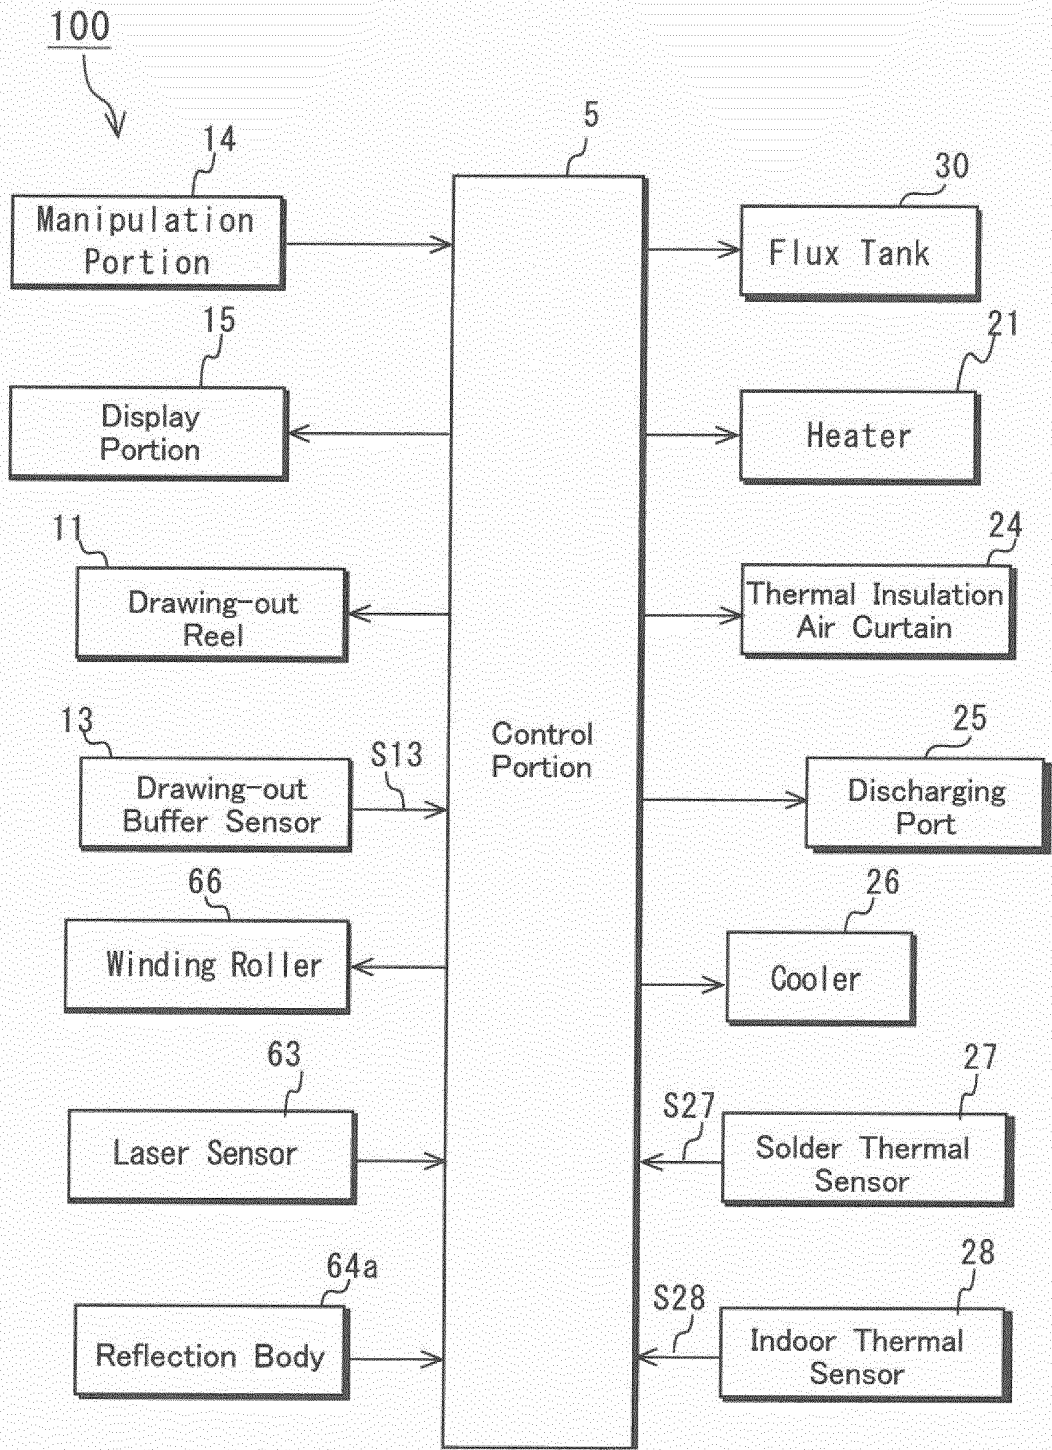 100
14
Manipulation
Portion
15
Display
Portion
11
Drawing-out
Reel
13
Drawing-out
Buffer Sensor
S13
66
Winding Roller
63
Laser Sensor
64a
Reflection Body
5
Control
Portion
30
Flux Tank
21
Heater
24
Thermal Insulation
Air Curtain
25
Discharging
Port
26
Cooler
27
S27
Solder Thermal
Sensor
28
S28
Indoor Thermal
Sensor